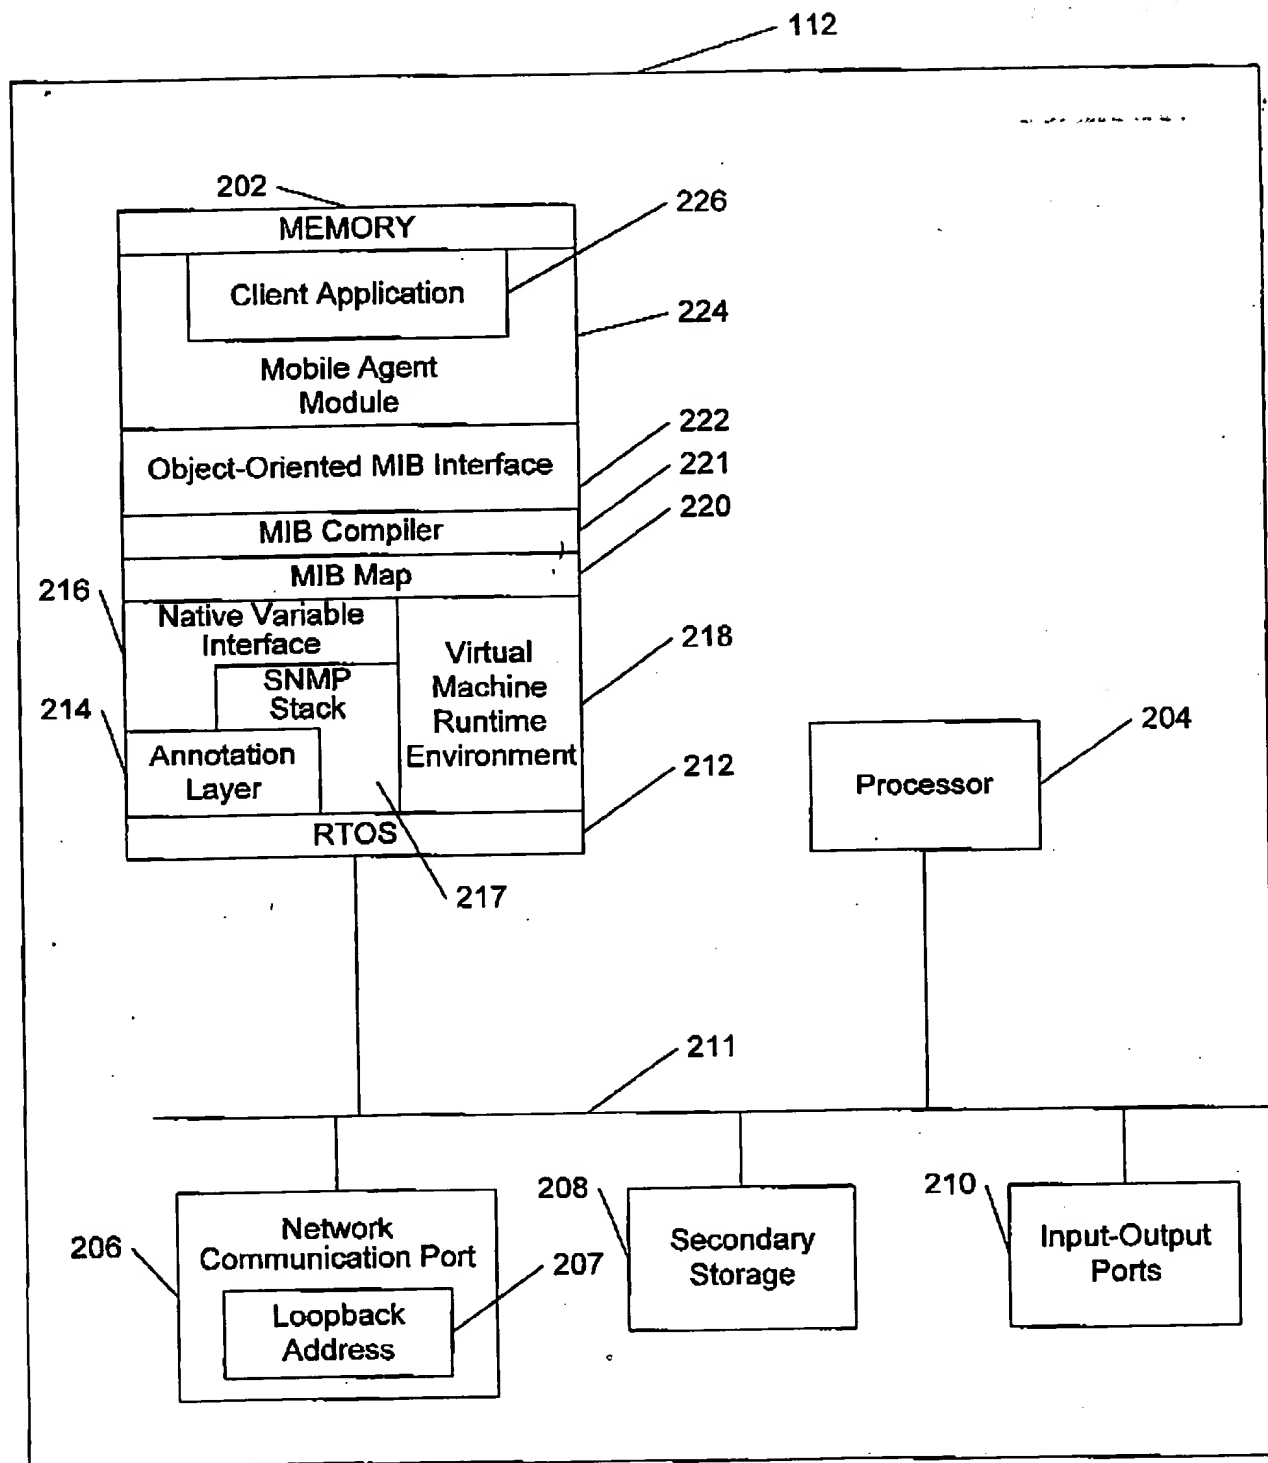 112
202
MEMORY
226
Client Application
224
Mobile Agent
Module
222
Object-Oriented MIB Interface
221
MIB Compiler
220
MIB Map
216
Native Variable
Interface
218
Virtual
Machine
Runtime
Environment
SNMP
Stack
214
Annotation
Layer
212
RTOS
217
204
Processor
211
206
Network
Communication Port
207
Loopback
Address
208
Secondary
Storage
210
Input-Output
Ports